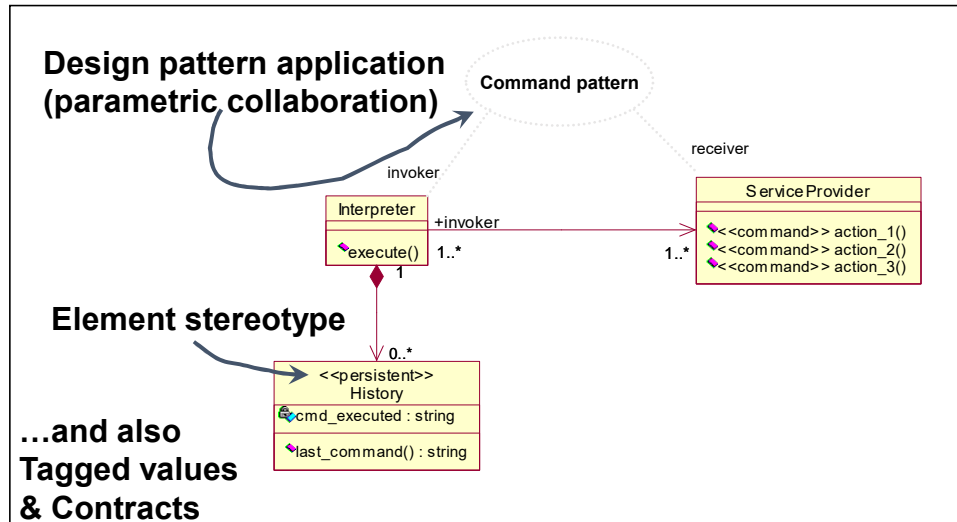 Design pattern application
(parametric collaboration)
Command pattern
invoker
receiver
Interpreter
execute()
+invoker
1..*
1..*
ServiceProvider
<<command>> action_1()
<<command>> action_2()
<<command>> action_3()
1
Element stereotype
0..*
<<persistent>>
History
cmd_executed : string
last_command() : string
…and also
Tagged values
& Contracts